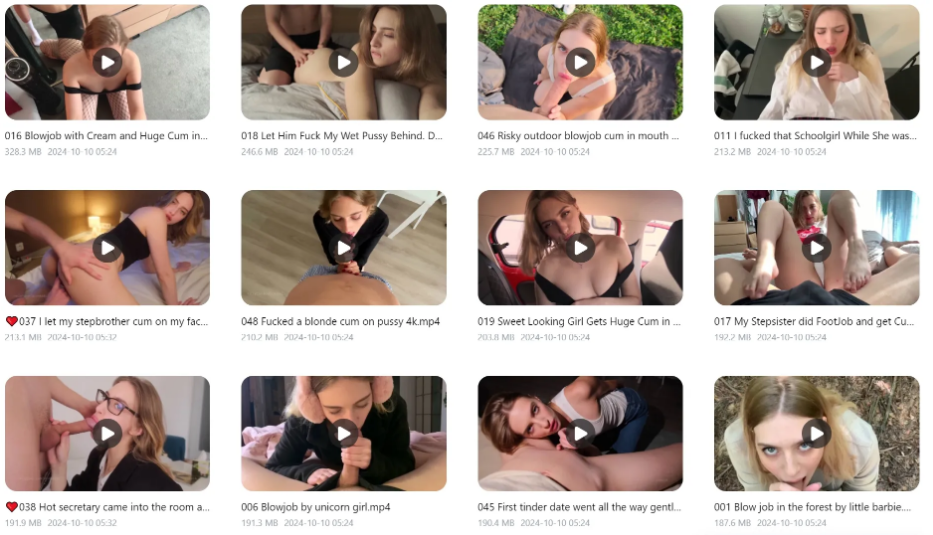 016 Blowjob with Cream and Huge Cum in...
328.3 MB 2024-10-10 05:24
018 Let Him Fuck My Wet Pussy Behind. D...
246.6 MB 2024-10-10 05:24
046 Risky outdoor blowjob cum in mouth ...
225.7 MB 2024-10-10 05:24
011 I fucked that Schoolgirl While She was...
213.2 MB 2024-10-10 05:24
❤️037 I let my stepbrother cum on my fac...
213.1 MB 2024-10-10 05:32
048 Fucked a blonde cum on pussy 4k.mp4
210.2 MB 2024-10-10 05:24
019 Sweet Looking Girl Gets Huge Cum in ...
203.8 MB 2024-10-10 05:24
017 My Stepsister did FootJob and get Cu...
192.2 MB 2024-10-10 05:24
❤️038 Hot secretary came into the room a...
191.9 MB 2024-10-10 05:32
006 Blowjob by unicorn girl.mp4
191.3 MB 2024-10-10 05:24
045 First tinder date went all the way gentl...
190.4 MB 2024-10-10 05:24
001 Blow job in the forest by little barbie....
187.6 MB 2024-10-10 05:24